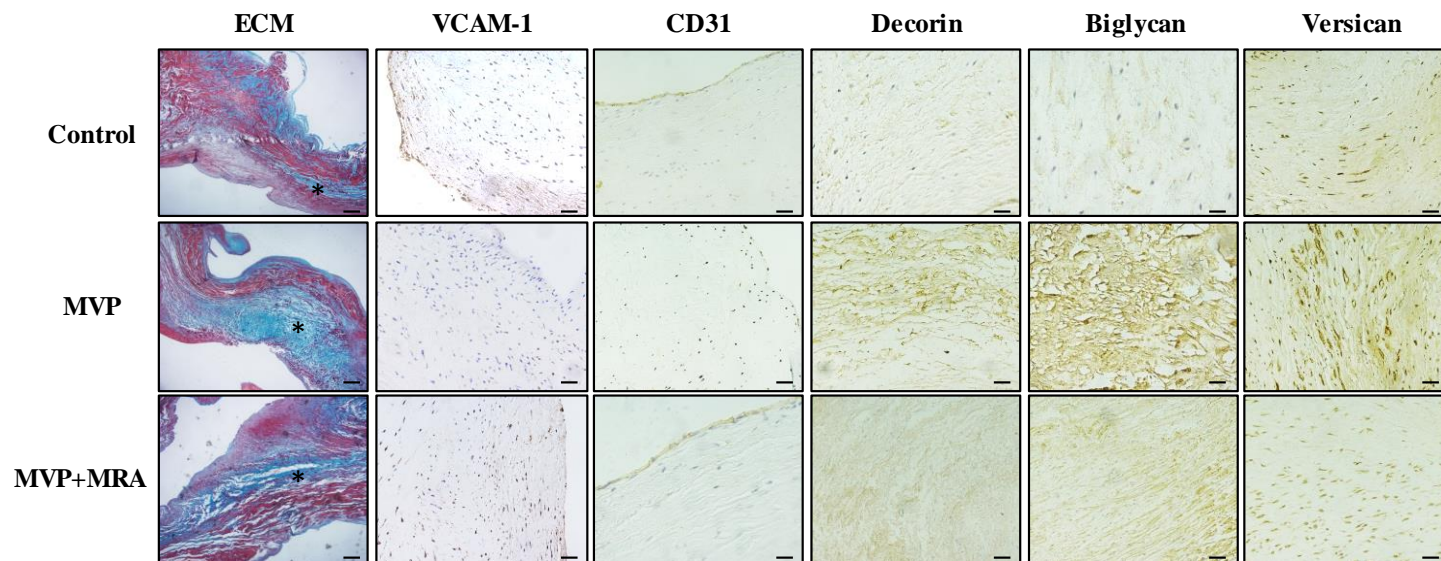 ECM VCAM-1 CD31 Decorin Biglycan Versican
Control
*
MVP
*
MVP+MRA
*